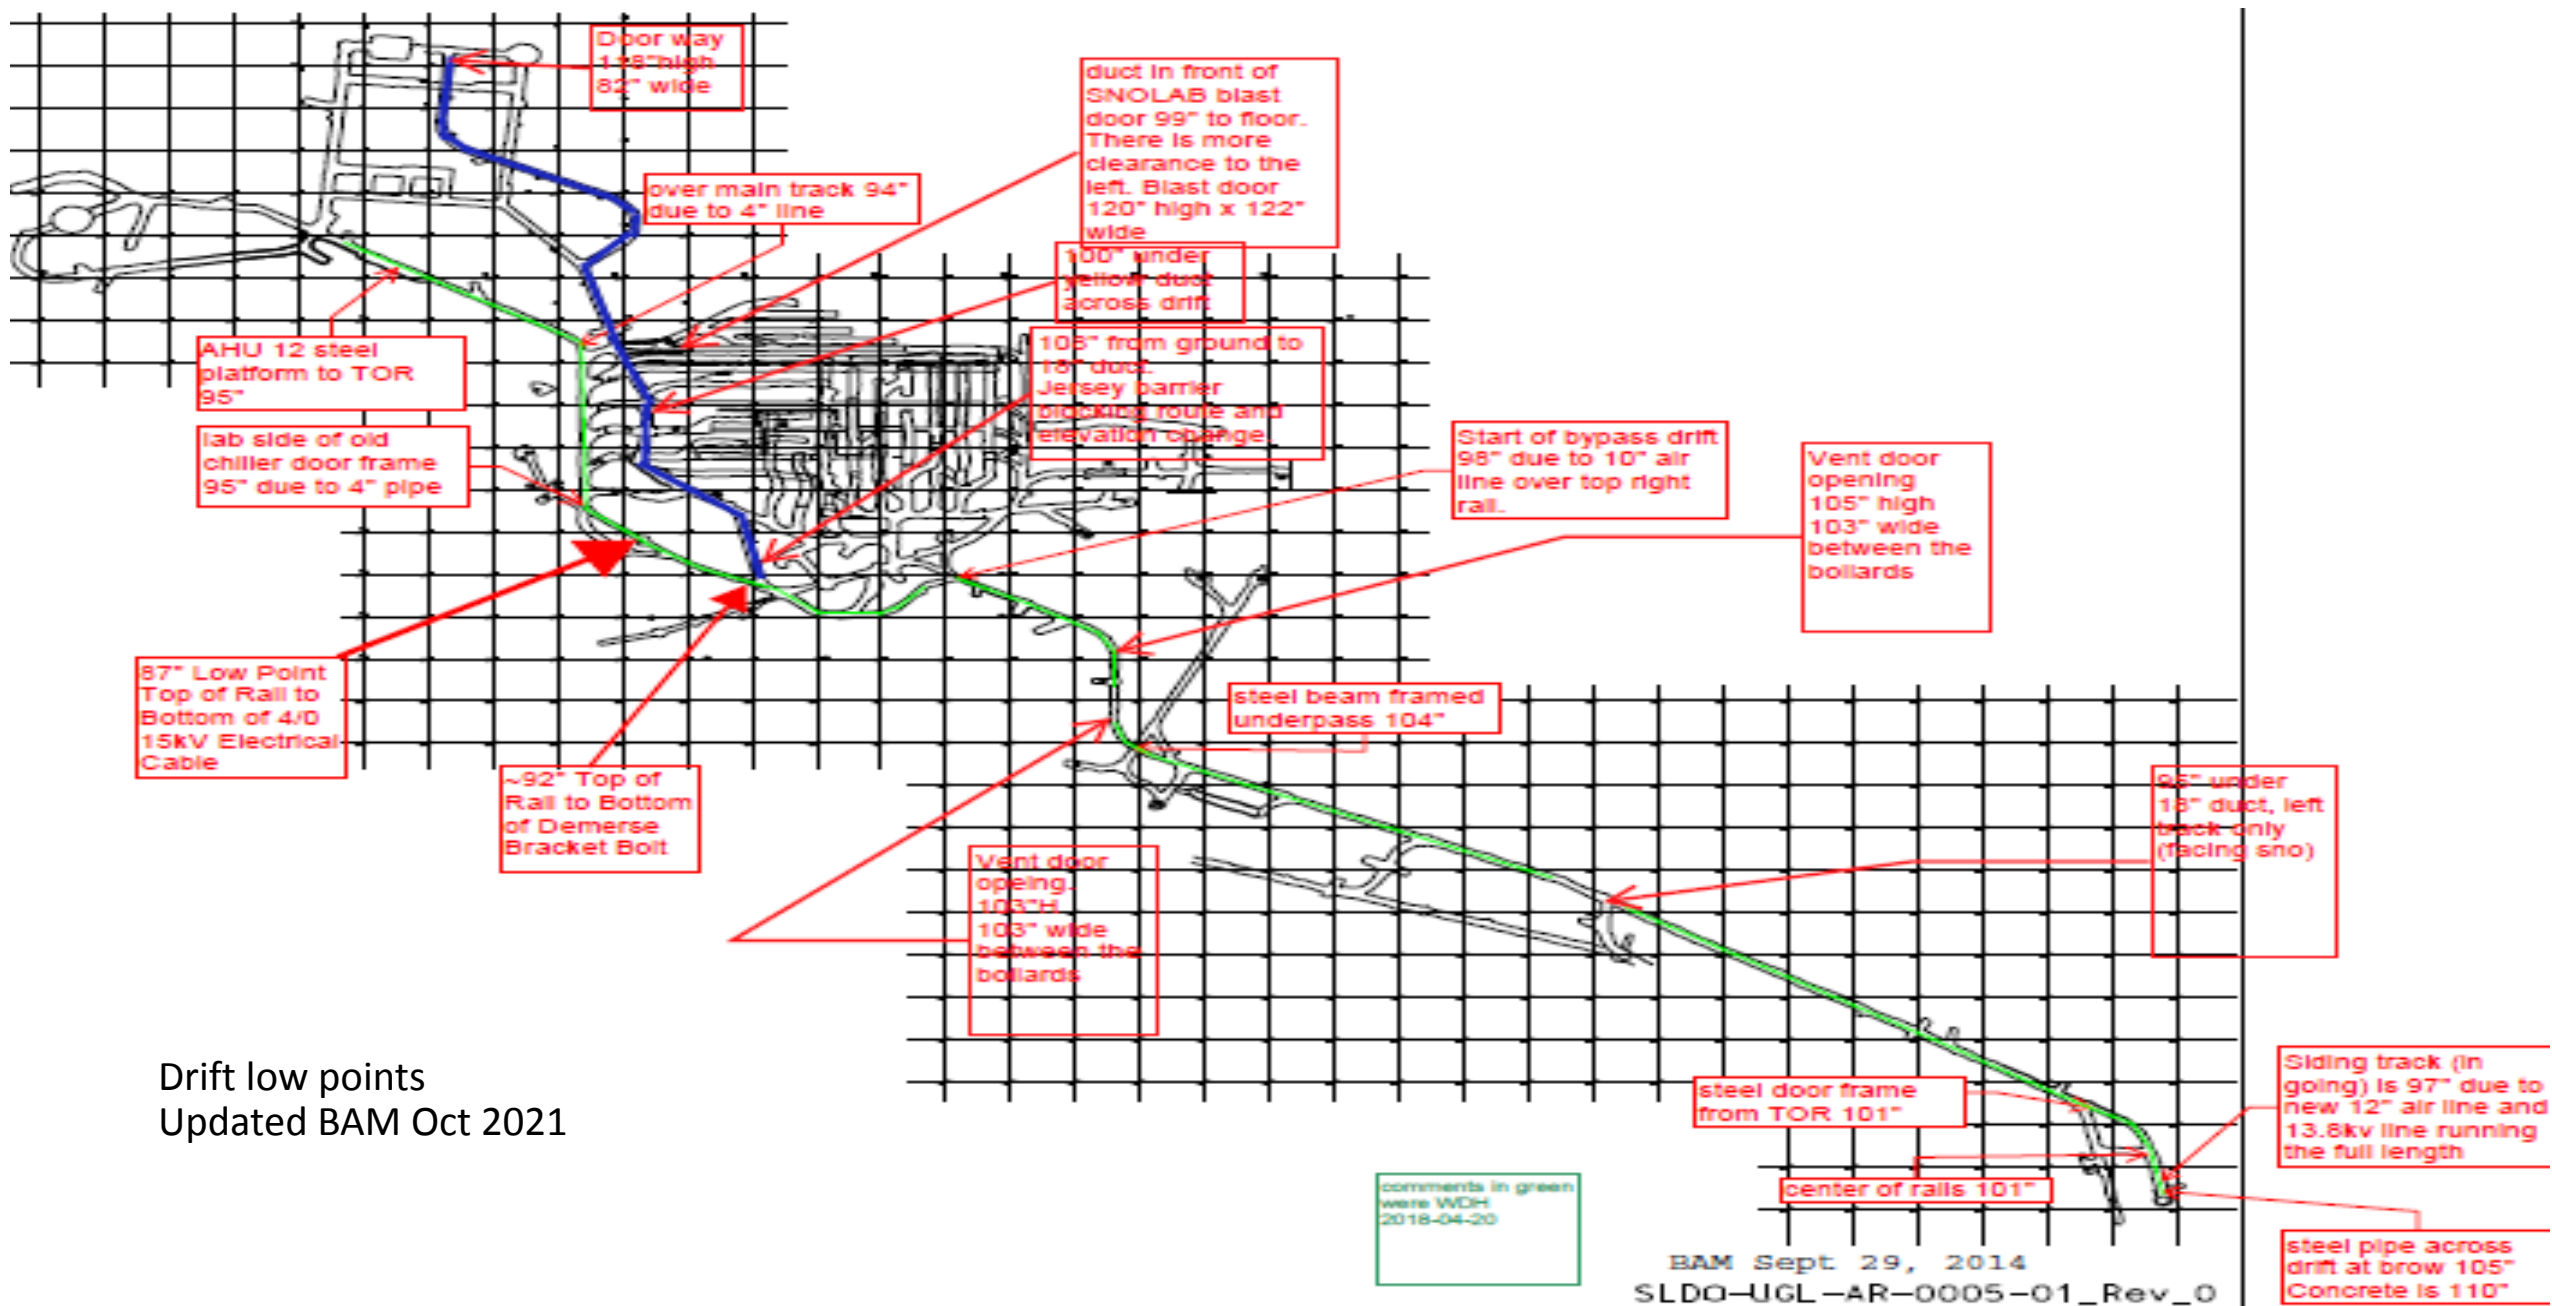 Door way
118"high
82" wide
duct in front of
SNOLAB blast
door 99" to floor.
There is more
clearance to the
left. Blast door
120" high x 122"
wide
over main track 94"
due to 4" line
100" under
yellow duct
across drift
AHU 12 steel
platform to TOR
95"
108" from ground to
18" duct.
Jersey barrier
blocking route and
elevation change.
lab side of old
chiller door frame
95" due to 4" pipe
Start of bypass drift
98" due to 10" air
line over top right
rail.
Vent door
opening
105" high
103" wide
between the
bollards
87" Low Point
Top of Rail to
Bottom of 4/0
15kV Electrical
Cable
steel beam framed
underpass 104"
~92" Top of
Rail to Bottom
of Demerse
Bracket Bolt
95" under
18" duct, left
track only
(facing sno)
Vent door
opeing.
103"H
103" wide
between the
bollards
Drift low points
Updated BAM Oct 2021
steel door frame
from TOR 101"
Siding track (in
going) is 97" due to
new 12" air line and
13.8kv line running
the full length
center of rails 101"
comments in green
were WDH
2018-04-20
steel pipe across
drift at brow 105"
Concrete is 110"
BAM Sept 29, 2014
SLDO-UGL-AR-0005-01_Rev_0